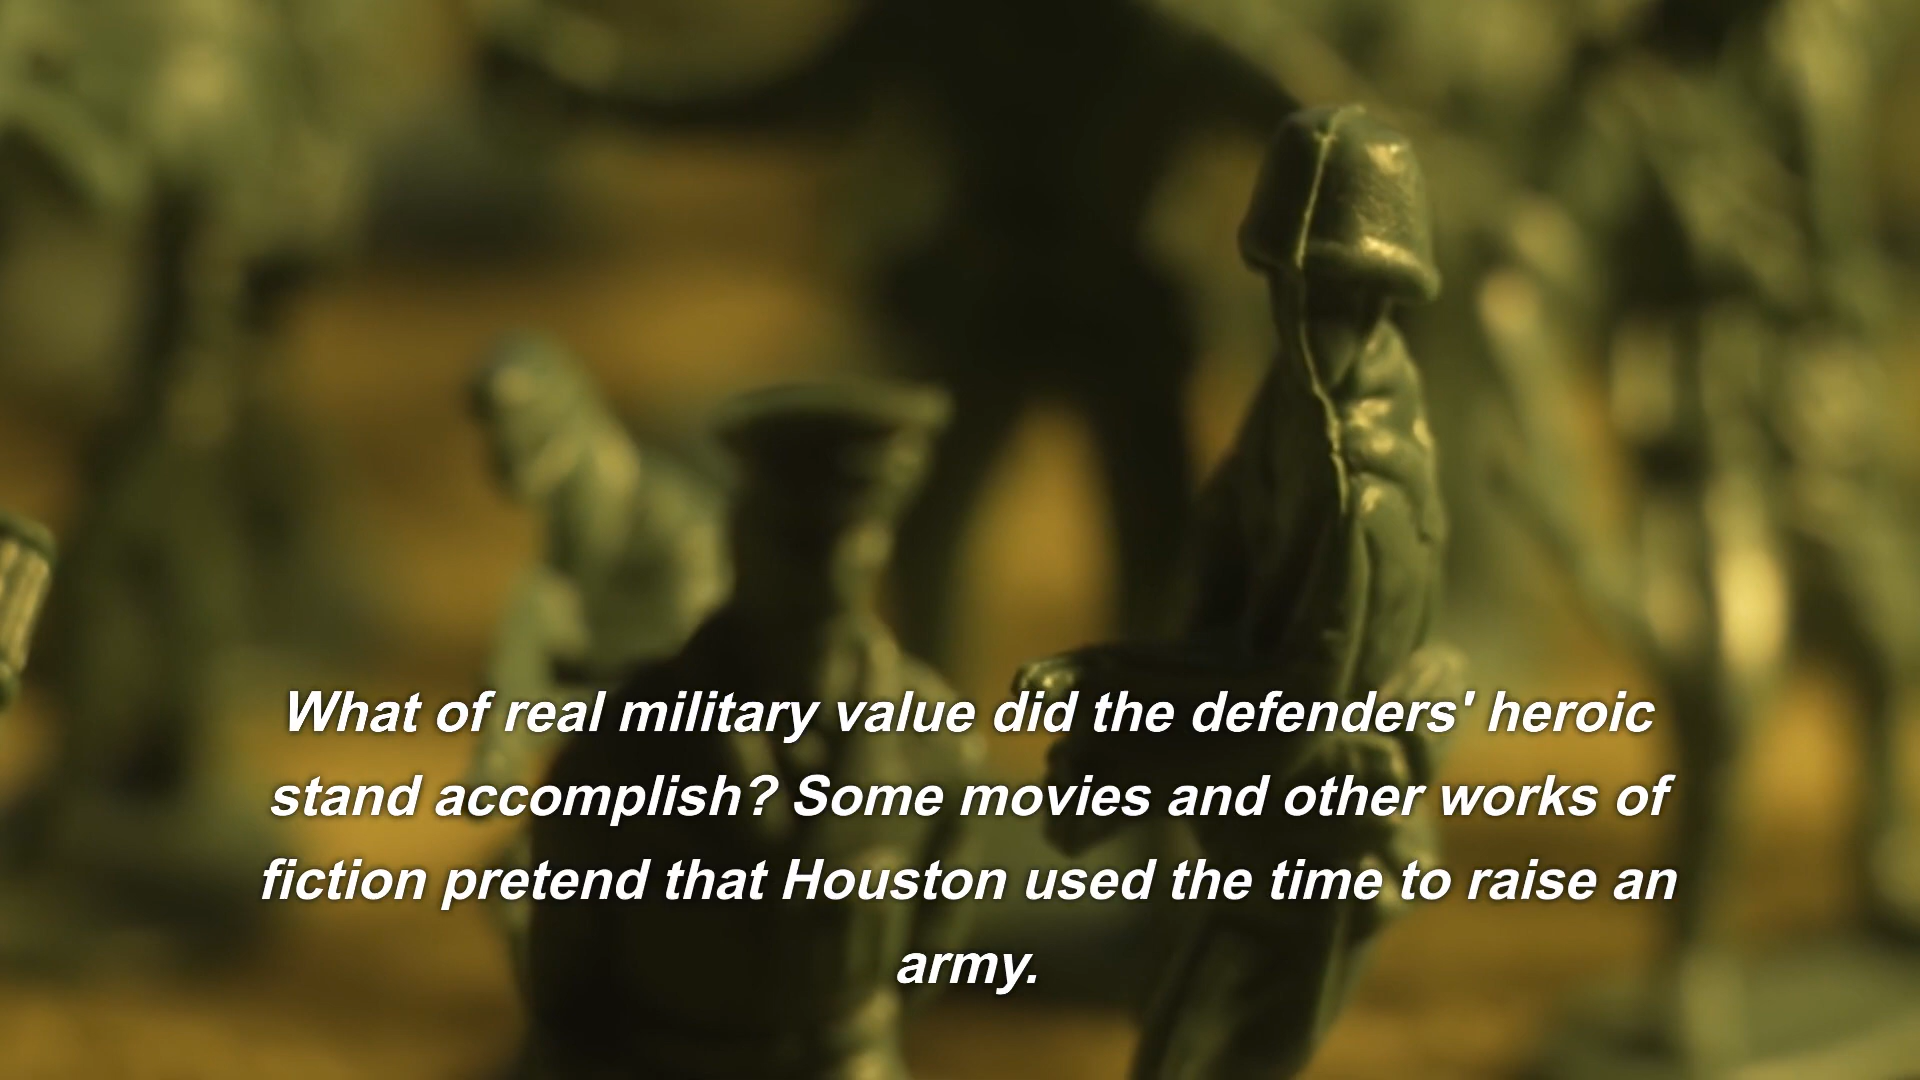 What of real military value did the defenders' heroic
stand accomplish? Some movies and other works of
fiction pretend that Houston used the time to raise an
army.